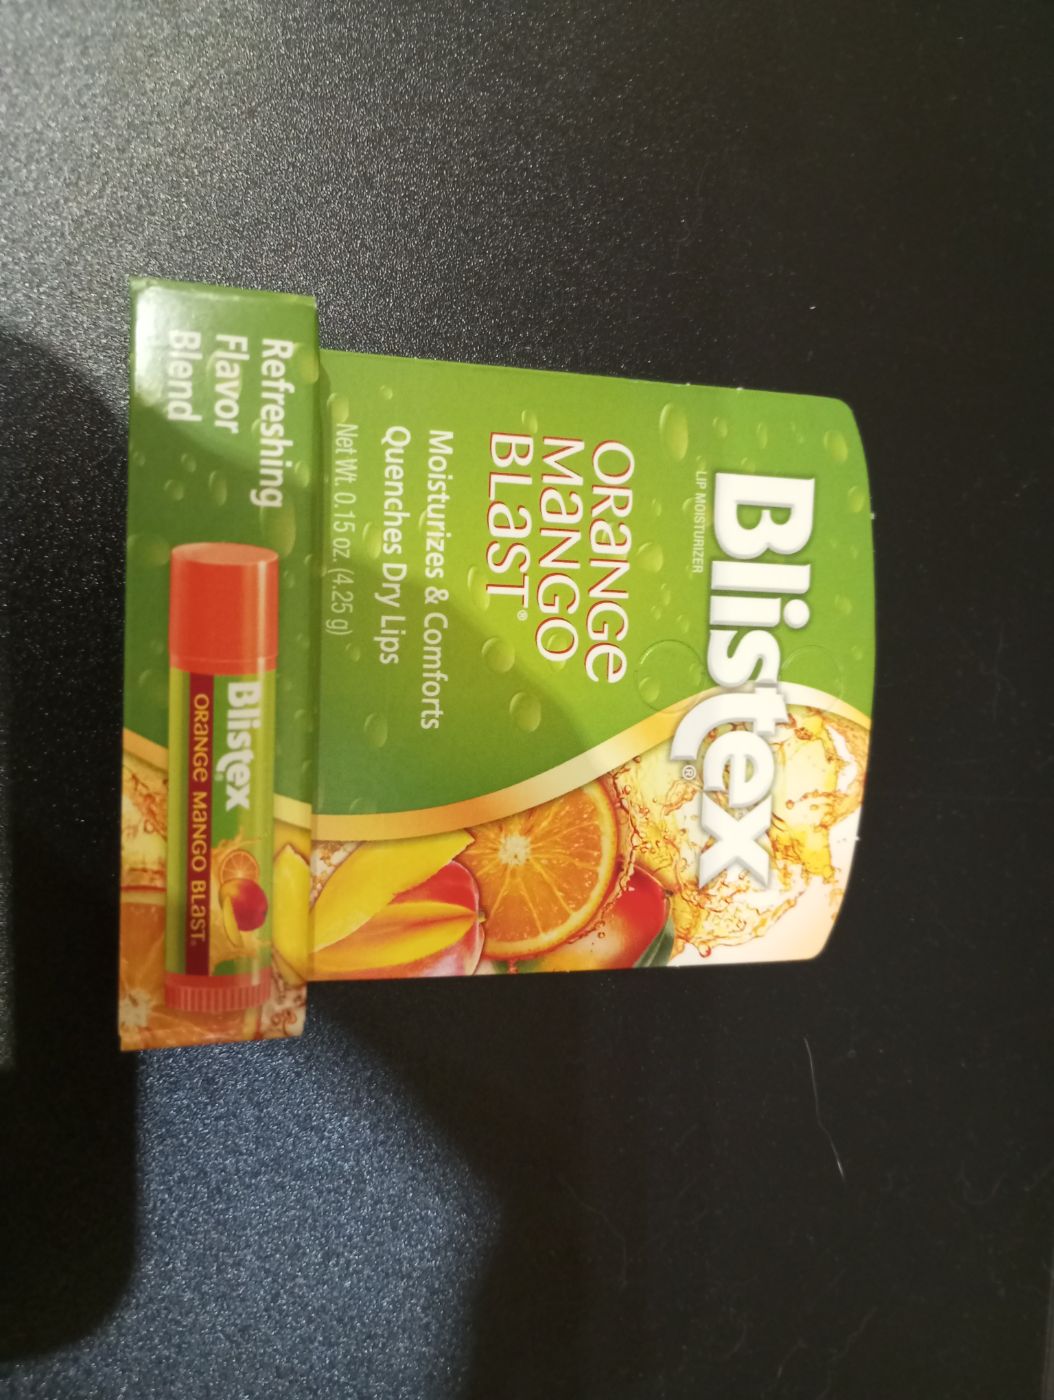 Blistex®
LIP MOISTURIZER
ORaNGe
MaNGO
BLaST®
Moisturizes & Comforts
Quenches Dry Lips
Net Wt. 0.15 oz. (4.25 g)
Refreshing
Flavor
Blend
Blistex
ORaNGe MaNGO BLaST.